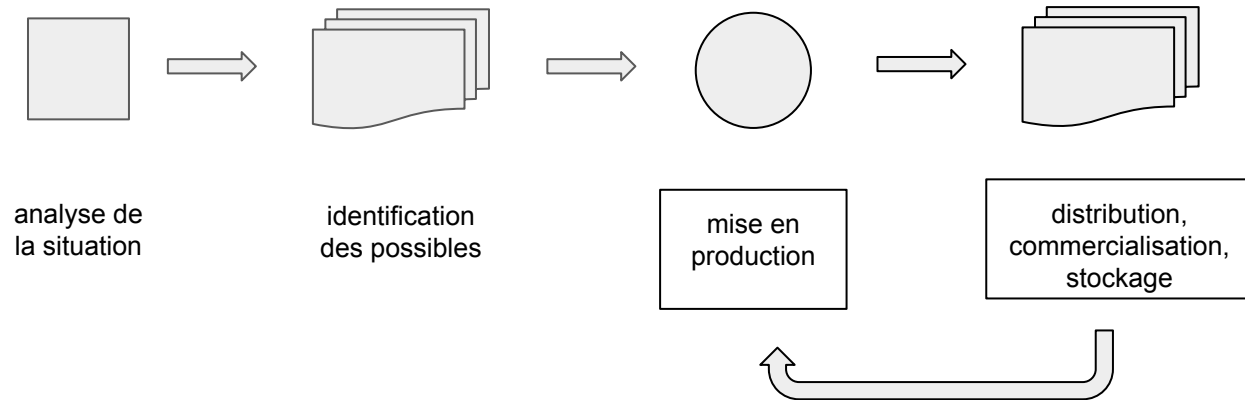 analyse de
la situation
identification
des possibles
mise en
production
distribution,
commercialisation,
stockage